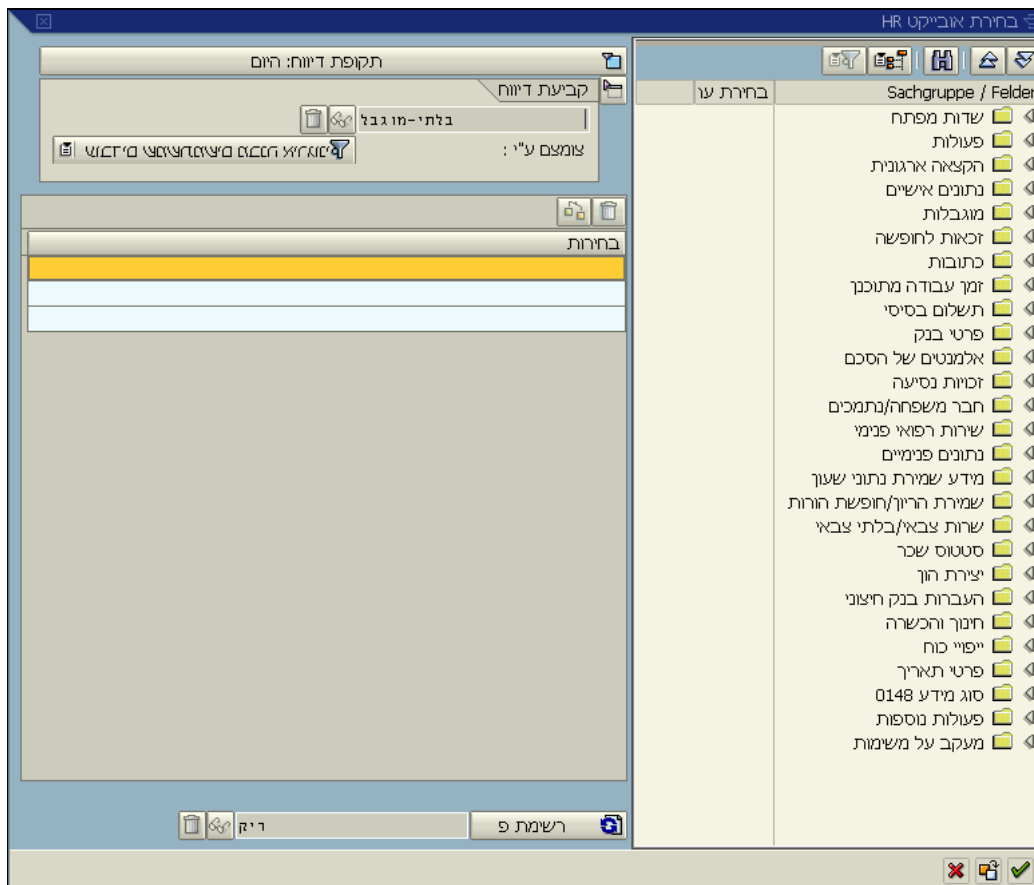 בחירת אובייקט HR
Sachgruppe / Felder
בחירת ער
שדות מפתח
פעולות
הקצאה ארגונית
נתונים אישיים
מוגבלות
זכאות לחופשה
כתובות
זמן עבודה מתוכנן
תשלום בסיסי
פרטי בנק
אלמנטים של הסכם
זכויות נסיעה
חבר משפחה/נתמכים
שירות רפואי פנימי
נתונים פנימיים
מידע שמירת נתוני שעון
שמירת הריון/חופשת הורות
שרות צבאי/בלתי צבאי
סטטוס שכר
יצירת הון
העברות בנק חיצוני
חינוך והכשרה
ייפויי כוח
פרטי תאריך
סוג מידע 0148
פעולות נוספות
מעקב על משימות
תקופת דיווח: היום
קביעת דיווח
בלתי-מוגבל
צומצם ע"י :
בחירות
רשימת פ
ריק